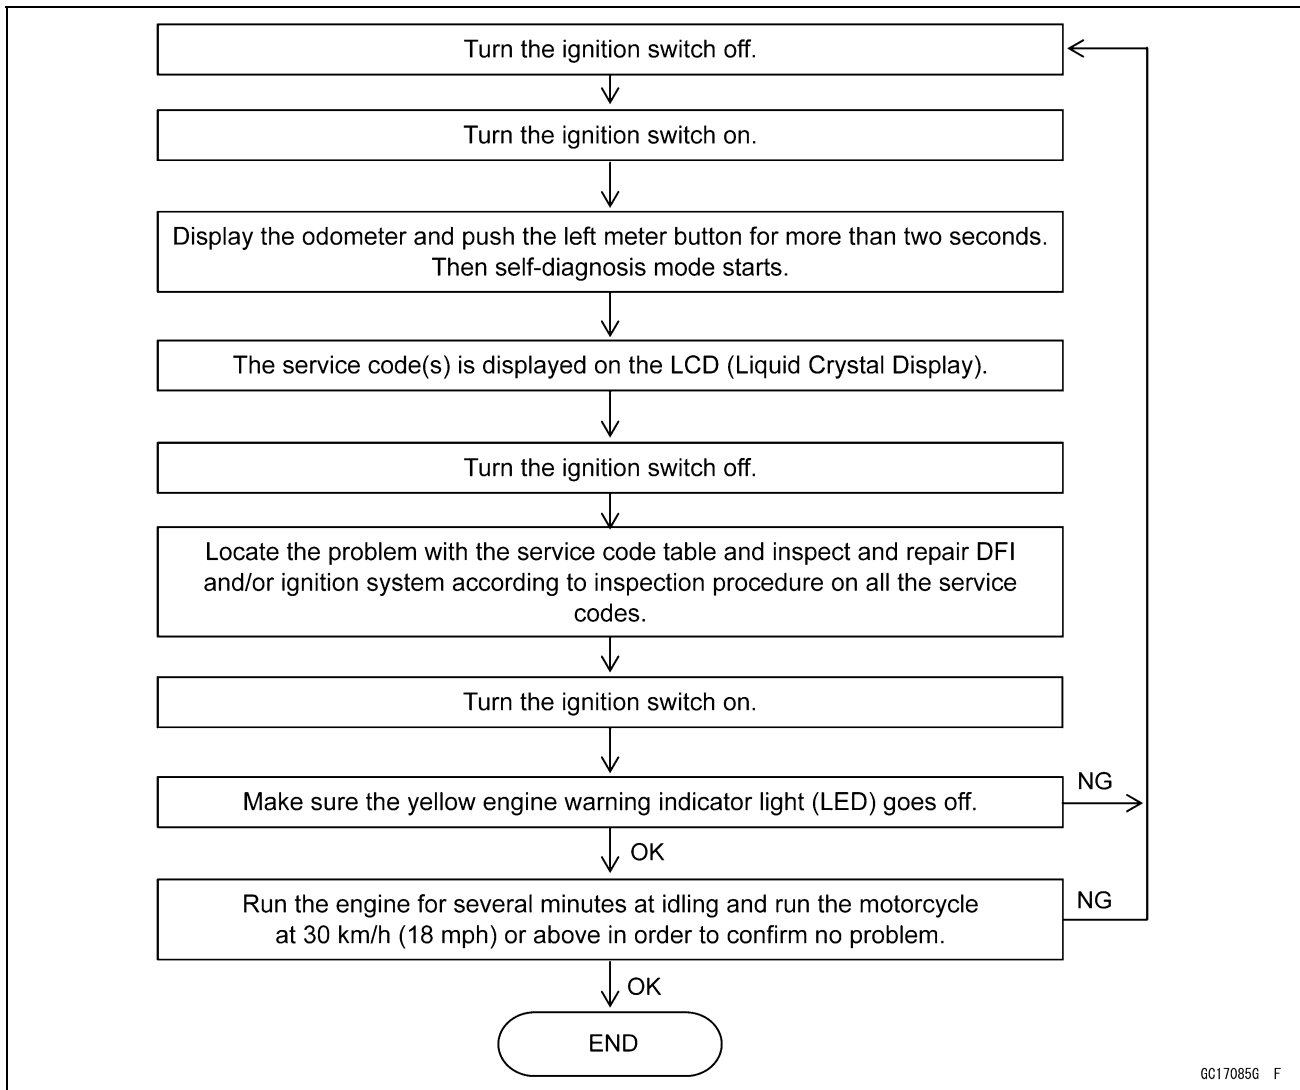 Turn the ignition switch off.
Turn the ignition switch on.
Display the odometer and push the left meter button for more than two seconds.
Then self-diagnosis mode starts.
The service code(s) is displayed on the LCD (Liquid Crystal Display).
Turn the ignition switch off.
Locate the problem with the service code table and inspect and repair DFI
and/or ignition system according to inspection procedure on all the service
codes.
Turn the ignition switch on.
Make sure the yellow engine warning indicator light (LED) goes off.
NG
OK
Run the engine for several minutes at idling and run the motorcycle
at 30 km/h (18 mph) or above in order to confirm no problem.
NG
OK
END
GC17085G F